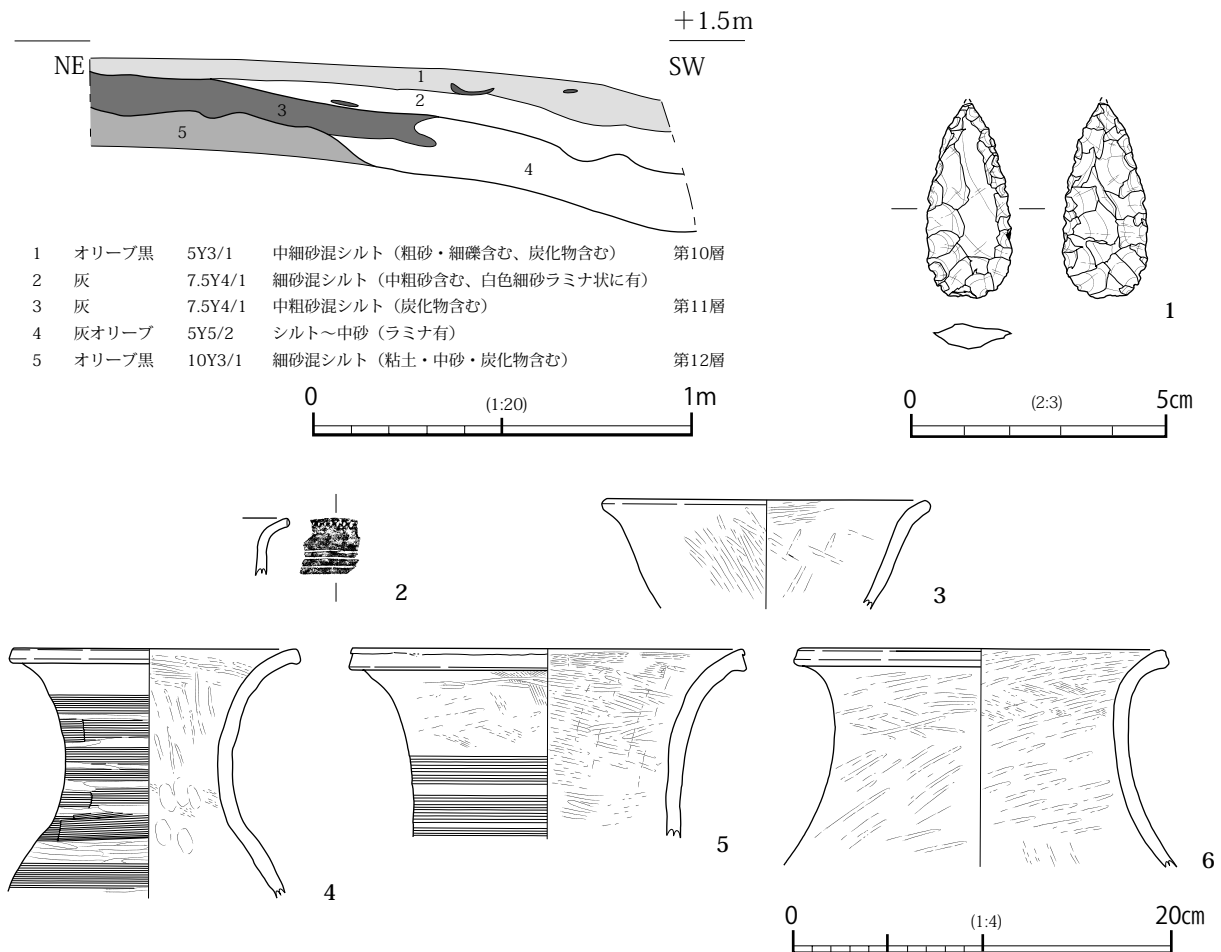 +1.5m
NE
SW
1
2
3
5
4
1 オリーブ黒 5Y3/1 中細砂混シルト（粗砂・細礫含む、炭化物含む） 第10層
2 灰 7.5Y4/1 細砂混シルト（中粗砂含む、白色細砂ラミナ状に有）
3 灰 7.5Y4/1 中粗砂混シルト（炭化物含む） 第11層
4 灰オリーブ 5Y5/2 シルト～中砂（ラミナ有）
5 オリーブ黒 10Y3/1 細砂混シルト（粘土・中砂・炭化物含む） 第12層
0 (1:20) 1m
1
0 (2:3) 5cm
2
3
4
5
6
0 (1:4) 20cm